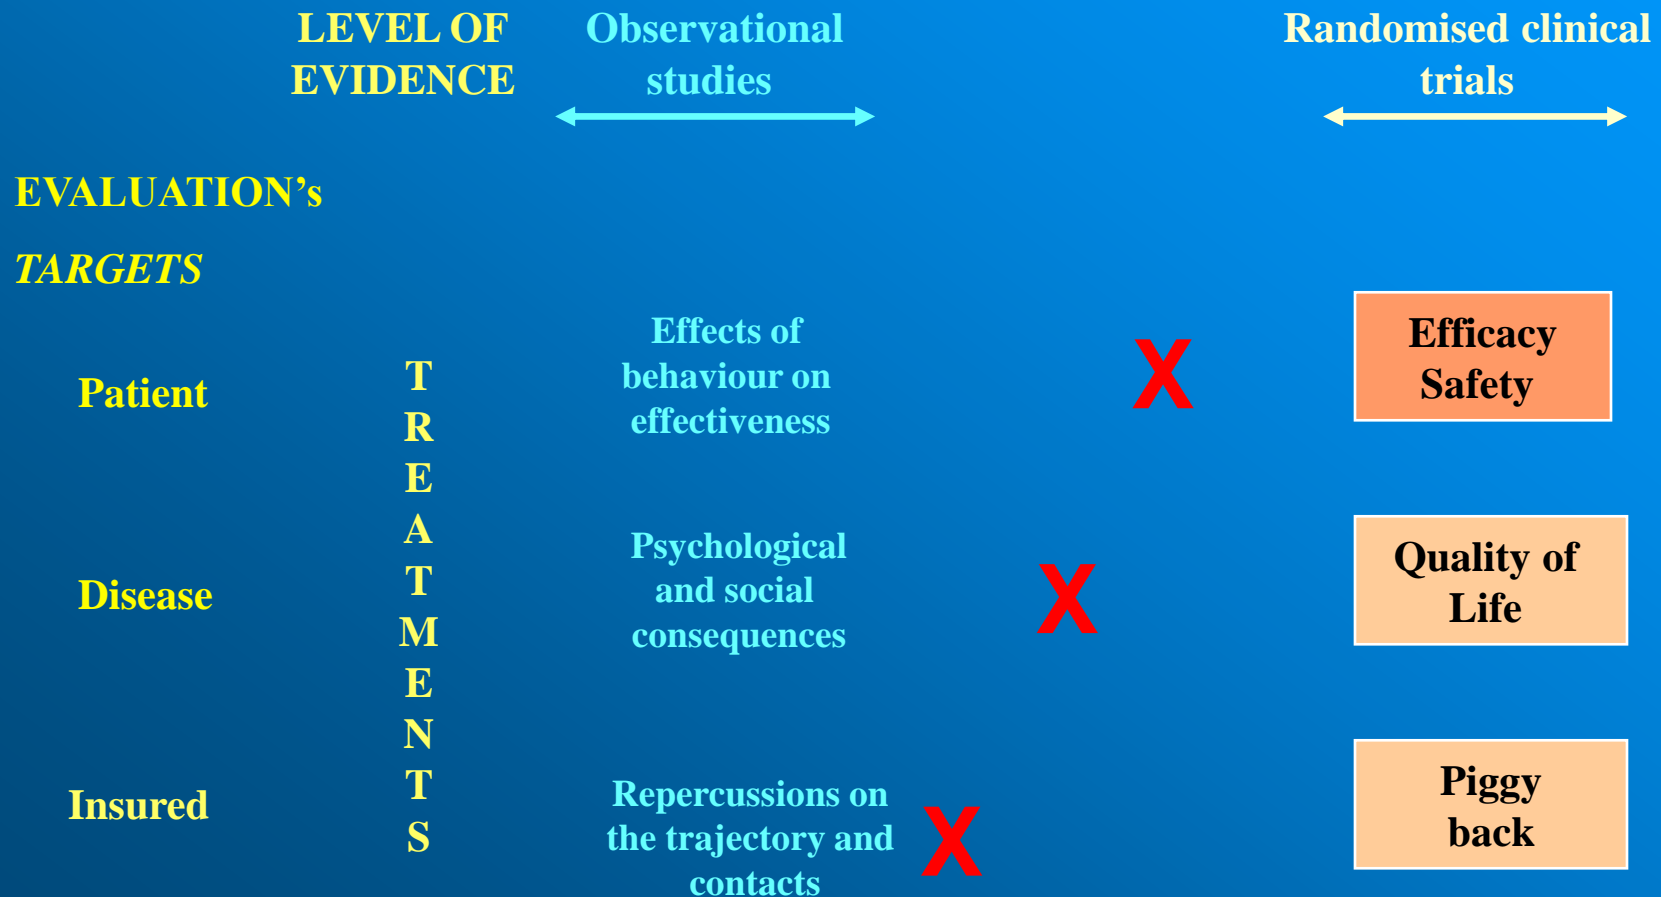 LEVEL OF
EVIDENCE
Observational
studies
Randomised clinical
trials
EVALUATION’s
TARGETS
Patient
T
R
E
A
T
M
E
N
T
S
Effects of
behaviour on
effectiveness
X
Efficacy
Safety
Disease
Psychological
and social
consequences
X
Quality of
Life
Insured
Repercussions on
the trajectory and
contacts
X
Piggy
back